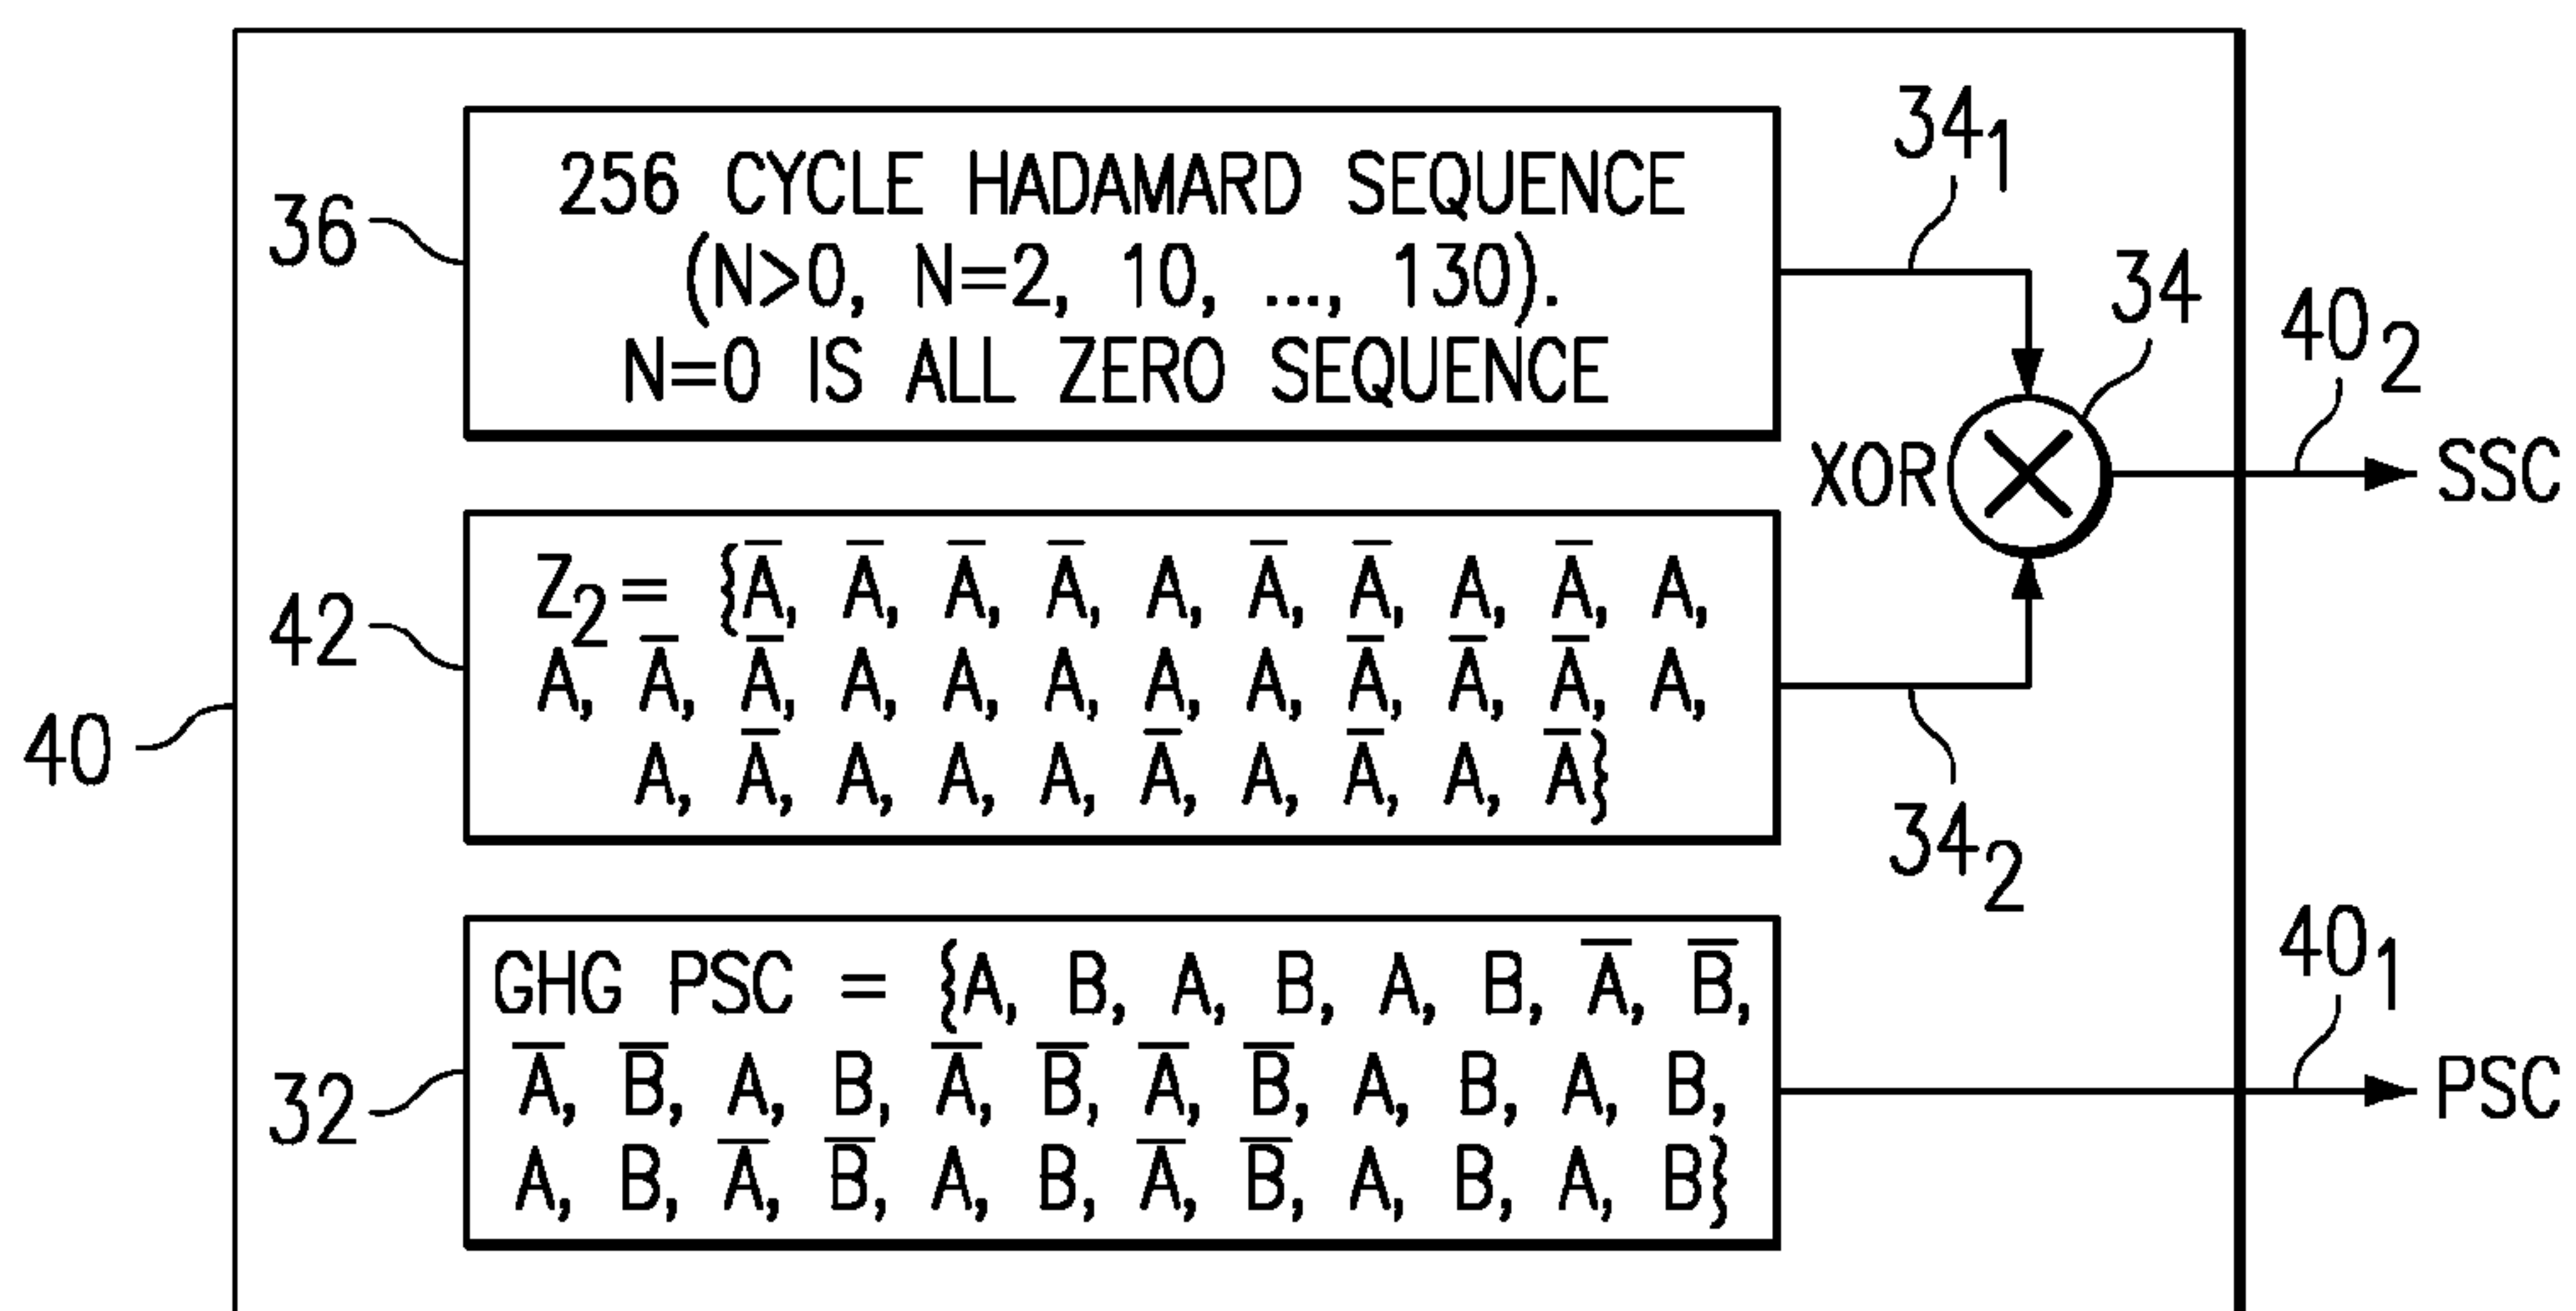 256 CYCLE HADAMARD SEQUENCE
(N>0, N=2, 10, ..., 130).
N=0 IS ALL ZERO SEQUENCE
36
34₁
34
40₂
XOR
SSC
Z₂= {A̅, A̅, A̅, A̅, A, A̅, A̅, A, A̅, A,
A, A̅, A̅, A, A, A, A, A, A̅, A̅, A̅, A,
A, A̅, A, A, A, A̅, A, A̅, A, A̅}
42
34₂
40
GHG PSC = {A, B, A, B, A, B, A̅, B̅,
A̅, B̅, A, B, A̅, B̅, A̅, B̅, A, B, A, B,
A, B, A̅, B̅, A, B, A̅, B̅, A, B, A, B}
32
40₁
PSC